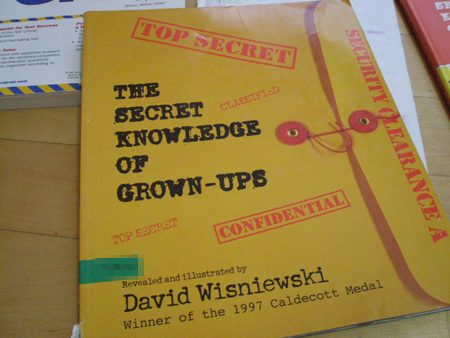 TOP SECRET
THE
SECRET
KNOWLEDGE
OF
GROWN-UPS
CLASSIFIED
SECURITY CLEARANCE A
TOP SECRET
CONFIDENTIAL
Revealed and illustrated by
David Wisniewski
Winner of the 1997 Caldecott Medal